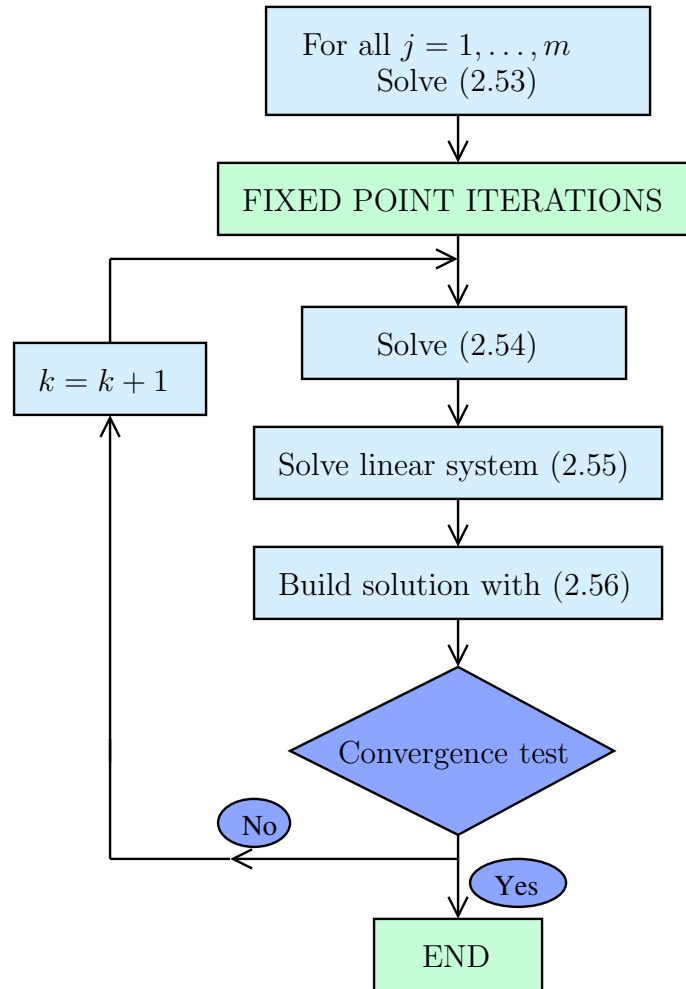 For all j = 1, . . . , m
Solve (2.53)
FIXED POINT ITERATIONS
Solve (2.54)
k = k + 1
Solve linear system (2.55)
Build solution with (2.56)
Convergence test
No
Yes
END